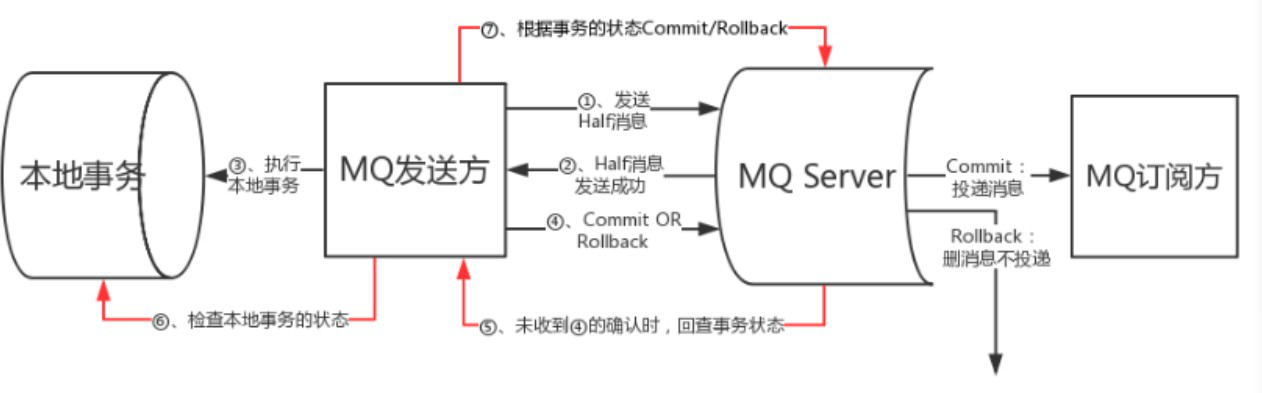 ⑦、根据事务的状态Commit/Rollback
①、发送
Half消息
本地事务
③、执行
本地事务
MQ发送方
②、Half消息
发送成功
MQ Server
Commit：
投递消息
MQ订阅方
④、Commit OR
Rollback
Rollback：
删消息不投递
⑥、检查本地事务的状态
⑤、未收到④的确认时，回查事务状态